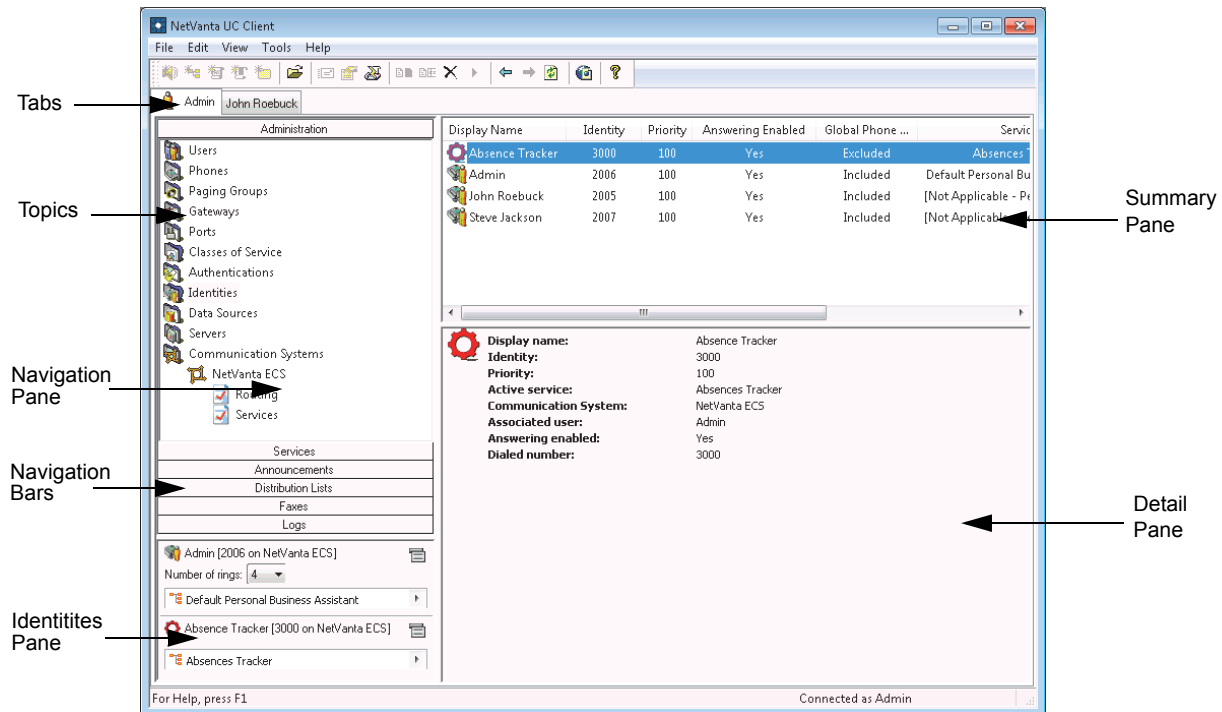 NetVanta UC Client
File Edit View Tools Help
Tabs
Admin John Roebuck
Administration
Users
Phones
Paging Groups
Topics
Gateways
Ports
Classes of Service
Authentications
Identities
Data Sources
Servers
Communication Systems
Navigation
Pane
NetVanta ECS
Routing
Services
Services
Announcements
Navigation
Bars
Distribution Lists
Faxes
Logs
Admin [2006 on NetVanta ECS]
Number of rings: 4
Default Personal Business Assistant
Identitites
Pane
Absence Tracker [3000 on NetVanta ECS]
Absences Tracker
Display Name Identity Priority Answering Enabled Global Phone ... Servic
Absence Tracker 3000 100 Yes Excluded Absences T
Admin 2006 100 Yes Included Default Personal Bu
John Roebuck 2005 100 Yes Included [Not Applicable - Pe
Steve Jackson 2007 100 Yes Included [Not Applicable
Summary
Pane
Display name: Absence Tracker
Identity: 3000
Priority: 100
Active service: Absences Tracker
Communication System: NetVanta ECS
Associated user: Admin
Answering enabled: Yes
Dialed number: 3000
Detail
Pane
For Help, press F1
Connected as Admin